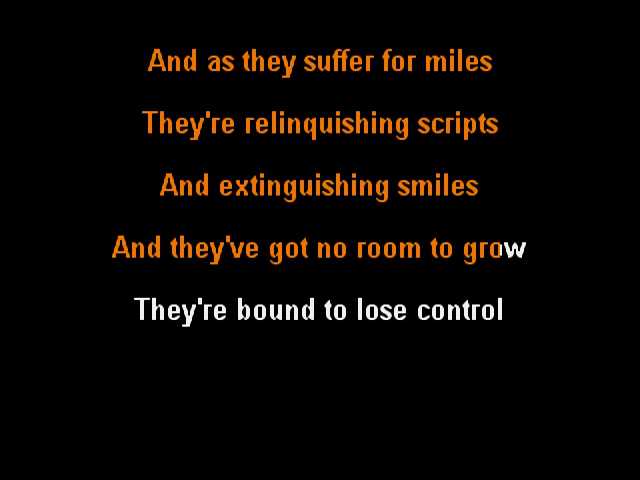 And as they suffer for miles
They're relinquishing scripts
And extinguishing smiles
And they've got no room to grow
They're bound to lose control